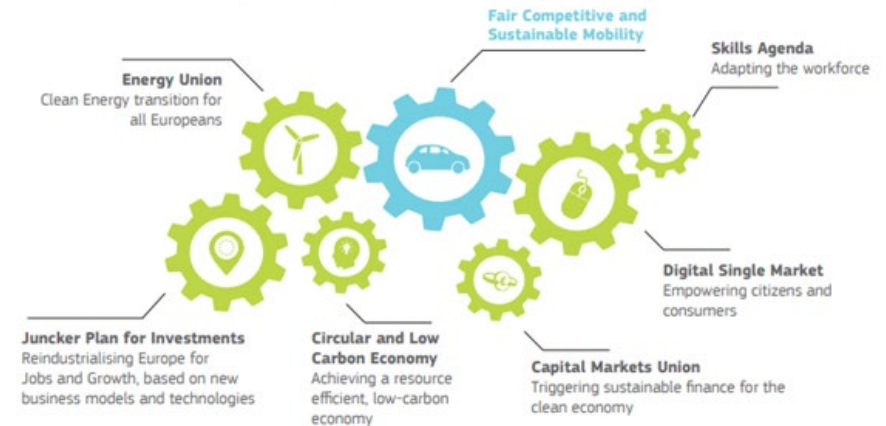 Fair Competitive and
Sustainable Mobility
Skills Agenda
Adapting the workforce
Energy Union
Clean Energy transition for
all Europeans
Digital Single Market
Empowering citizens and
consumers
Juncker Plan for Investments
Reindustrialising Europe for
Jobs and Growth, based on new
business models and technologies
Circular and Low
Carbon Economy
Achieving a resource
efficient, low-carbon
economy
Capital Markets Union
Triggering sustainable finance for the
clean economy